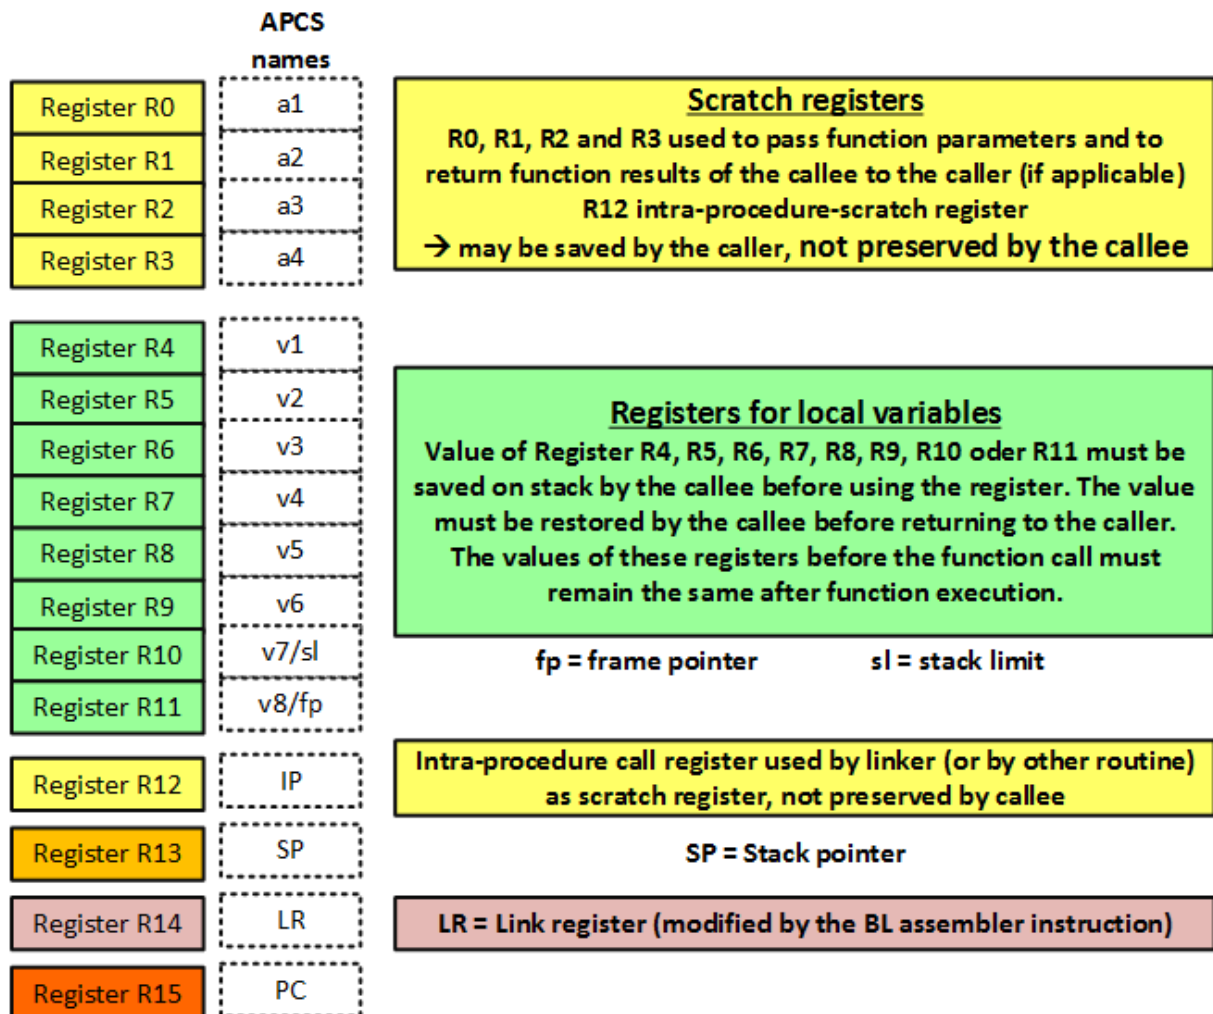 APCS
names
Register R0 a1
Register R1 a2
Register R2 a3
Register R3 a4
Scratch registers
R0, R1, R2 and R3 used to pass function parameters and to
return function results of the callee to the caller (if applicable)
R12 intra-procedure-scratch register
→ may be saved by the caller, not preserved by the callee
Register R4 v1
Register R5 v2
Register R6 v3
Register R7 v4
Register R8 v5
Register R9 v6
Register R10 v7/sl
Register R11 v8/fp
Registers for local variables
Value of Register R4, R5, R6, R7, R8, R9, R10 oder R11 must be
saved on stack by the callee before using the register. The value
must be restored by the callee before returning to the caller.
The values of these registers before the function call must
remain the same after function execution.
fp = frame pointer sl = stack limit
Register R12 IP
Intra-procedure call register used by linker (or by other routine)
as scratch register, not preserved by callee
Register R13 SP
SP = Stack pointer
Register R14 LR
LR = Link register (modified by the BL assembler instruction)
Register R15 PC